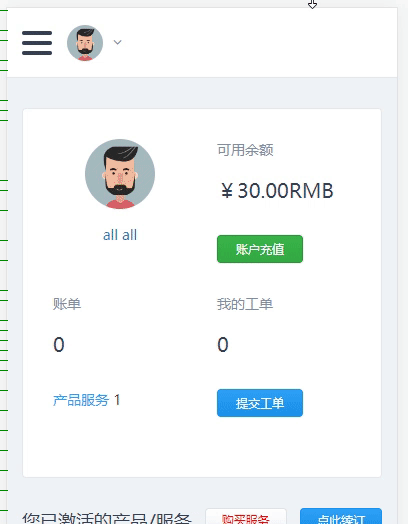 可用余额
￥30.00RMB
all all
账户充值
账单
我的工单
0
0
产品服务 1
提交工单
您已激活的产品/服务
购买服务
点此续订